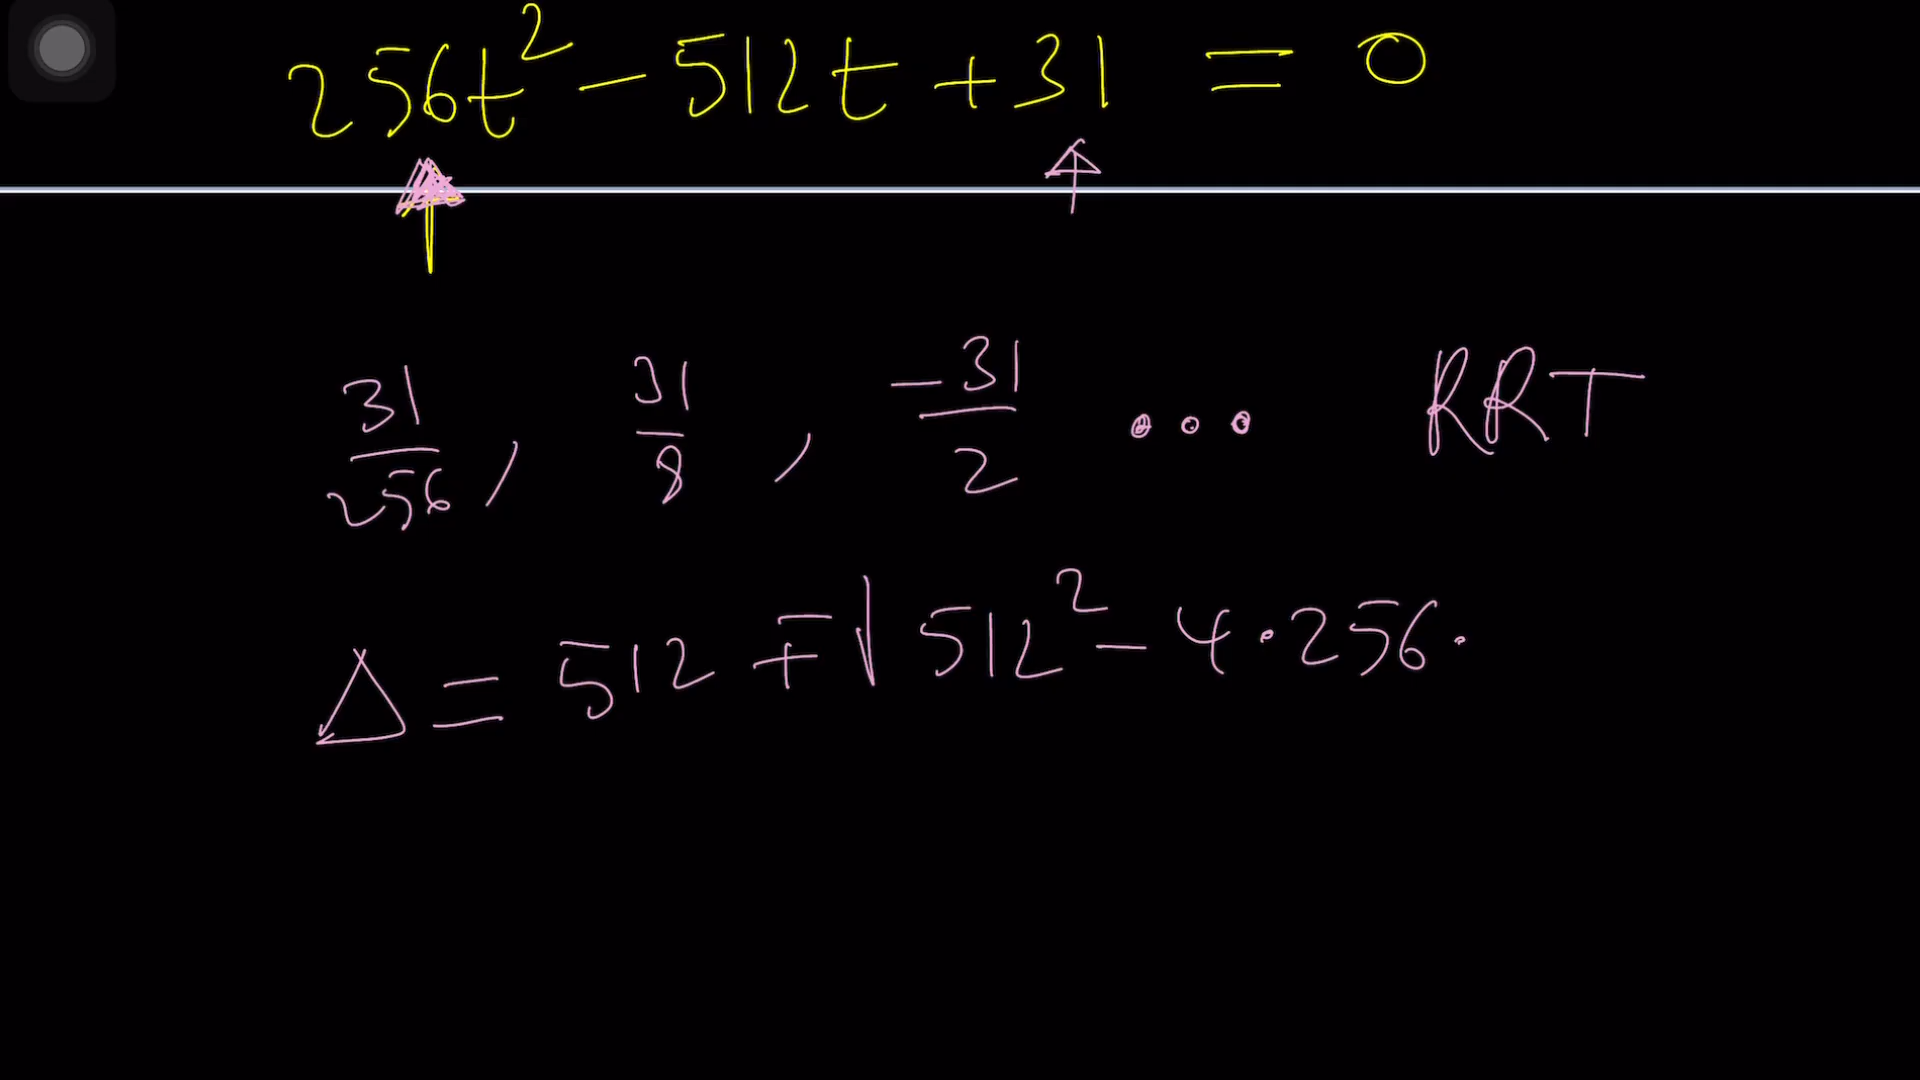 256t² − 512t + 31 = 0
31/256 , 31/8 , −31/2 ... RRT
Δ = 512 ∓ √ 512² − 4·256·